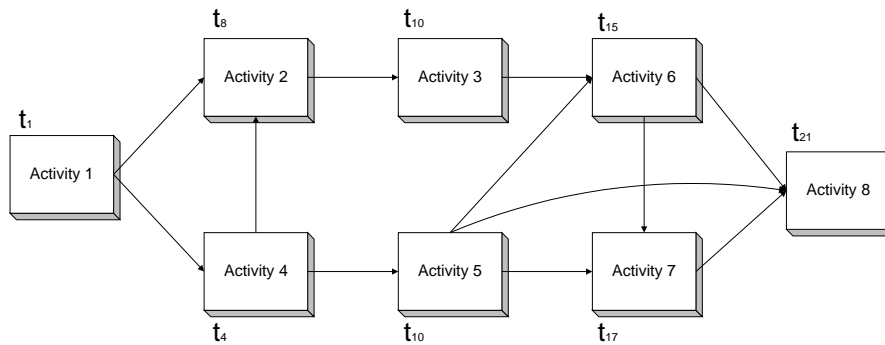 t8
t10
t15
Activity 2
Activity 3
Activity 6
t1
Activity 1
t21
Activity 8
Activity 4
Activity 5
Activity 7
t4
t10
t17